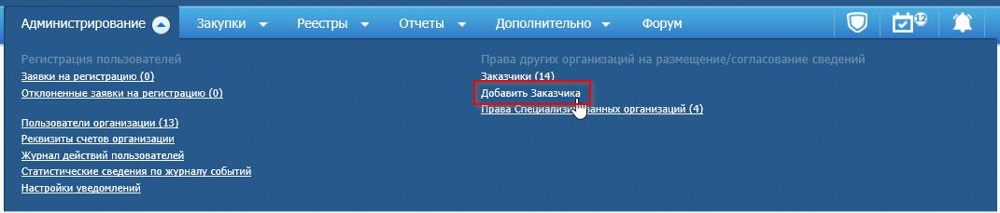 Администрирование Закупки Реестры Отчеты Дополнительно Форум 12
Регистрация пользователей
Заявки на регистрацию (0)
Отклоненные заявки на регистрацию (0)
Пользователи организации (13)
Реквизиты счетов организации
Журнал действий пользователей
Статистические сведения по журналу событий
Настройки уведомлений
Права других организаций на размещение/согласование сведений
Заказчики (14)
Добавить Заказчика
Права Специализированных организаций (4)